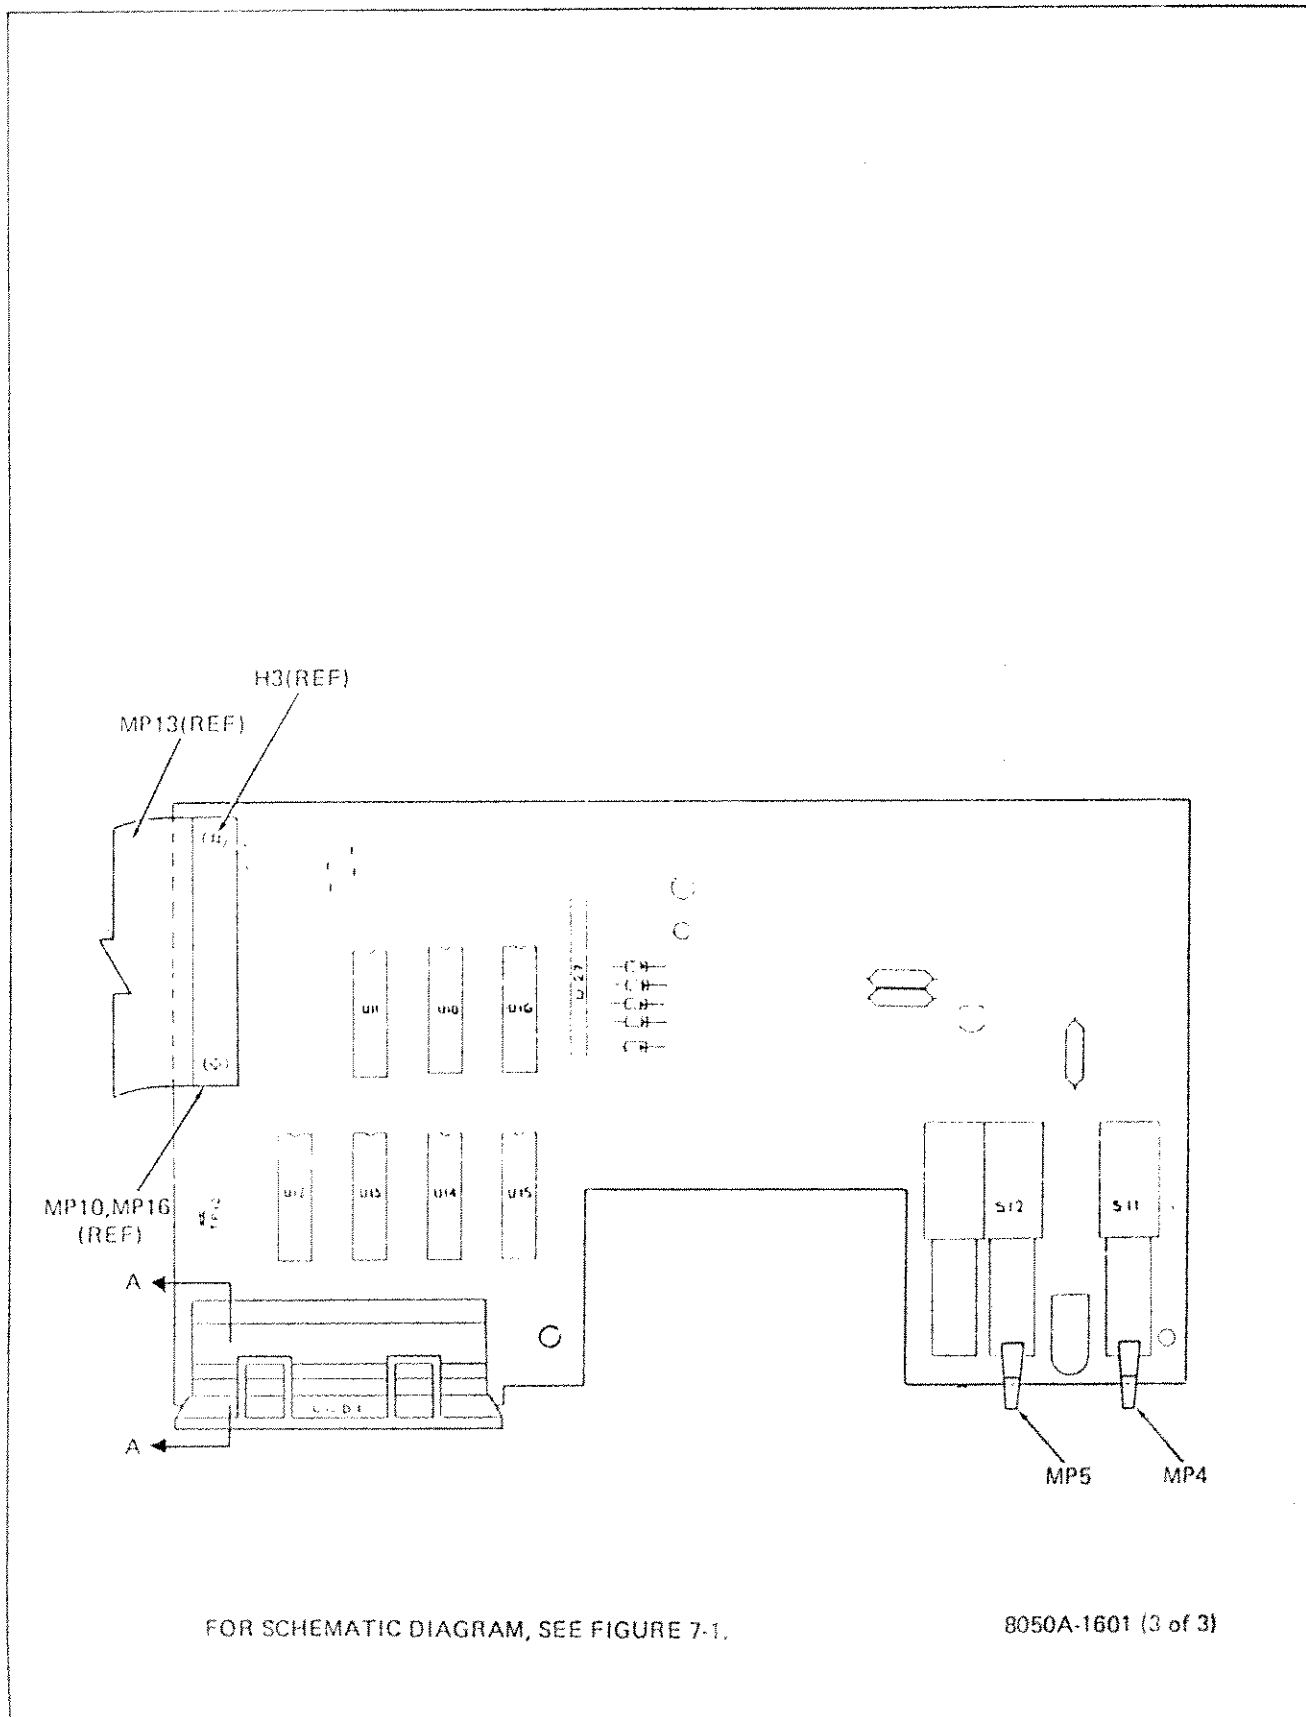 H3(REF)
MP13(REF)
U11
U10
U16
U12
U13
U14
U15
S12
S11
MP10,MP16
(REF)
A
A
MP5
MP4
FOR SCHEMATIC DIAGRAM, SEE FIGURE 7-1.
8050A-1601 (3 of 3)